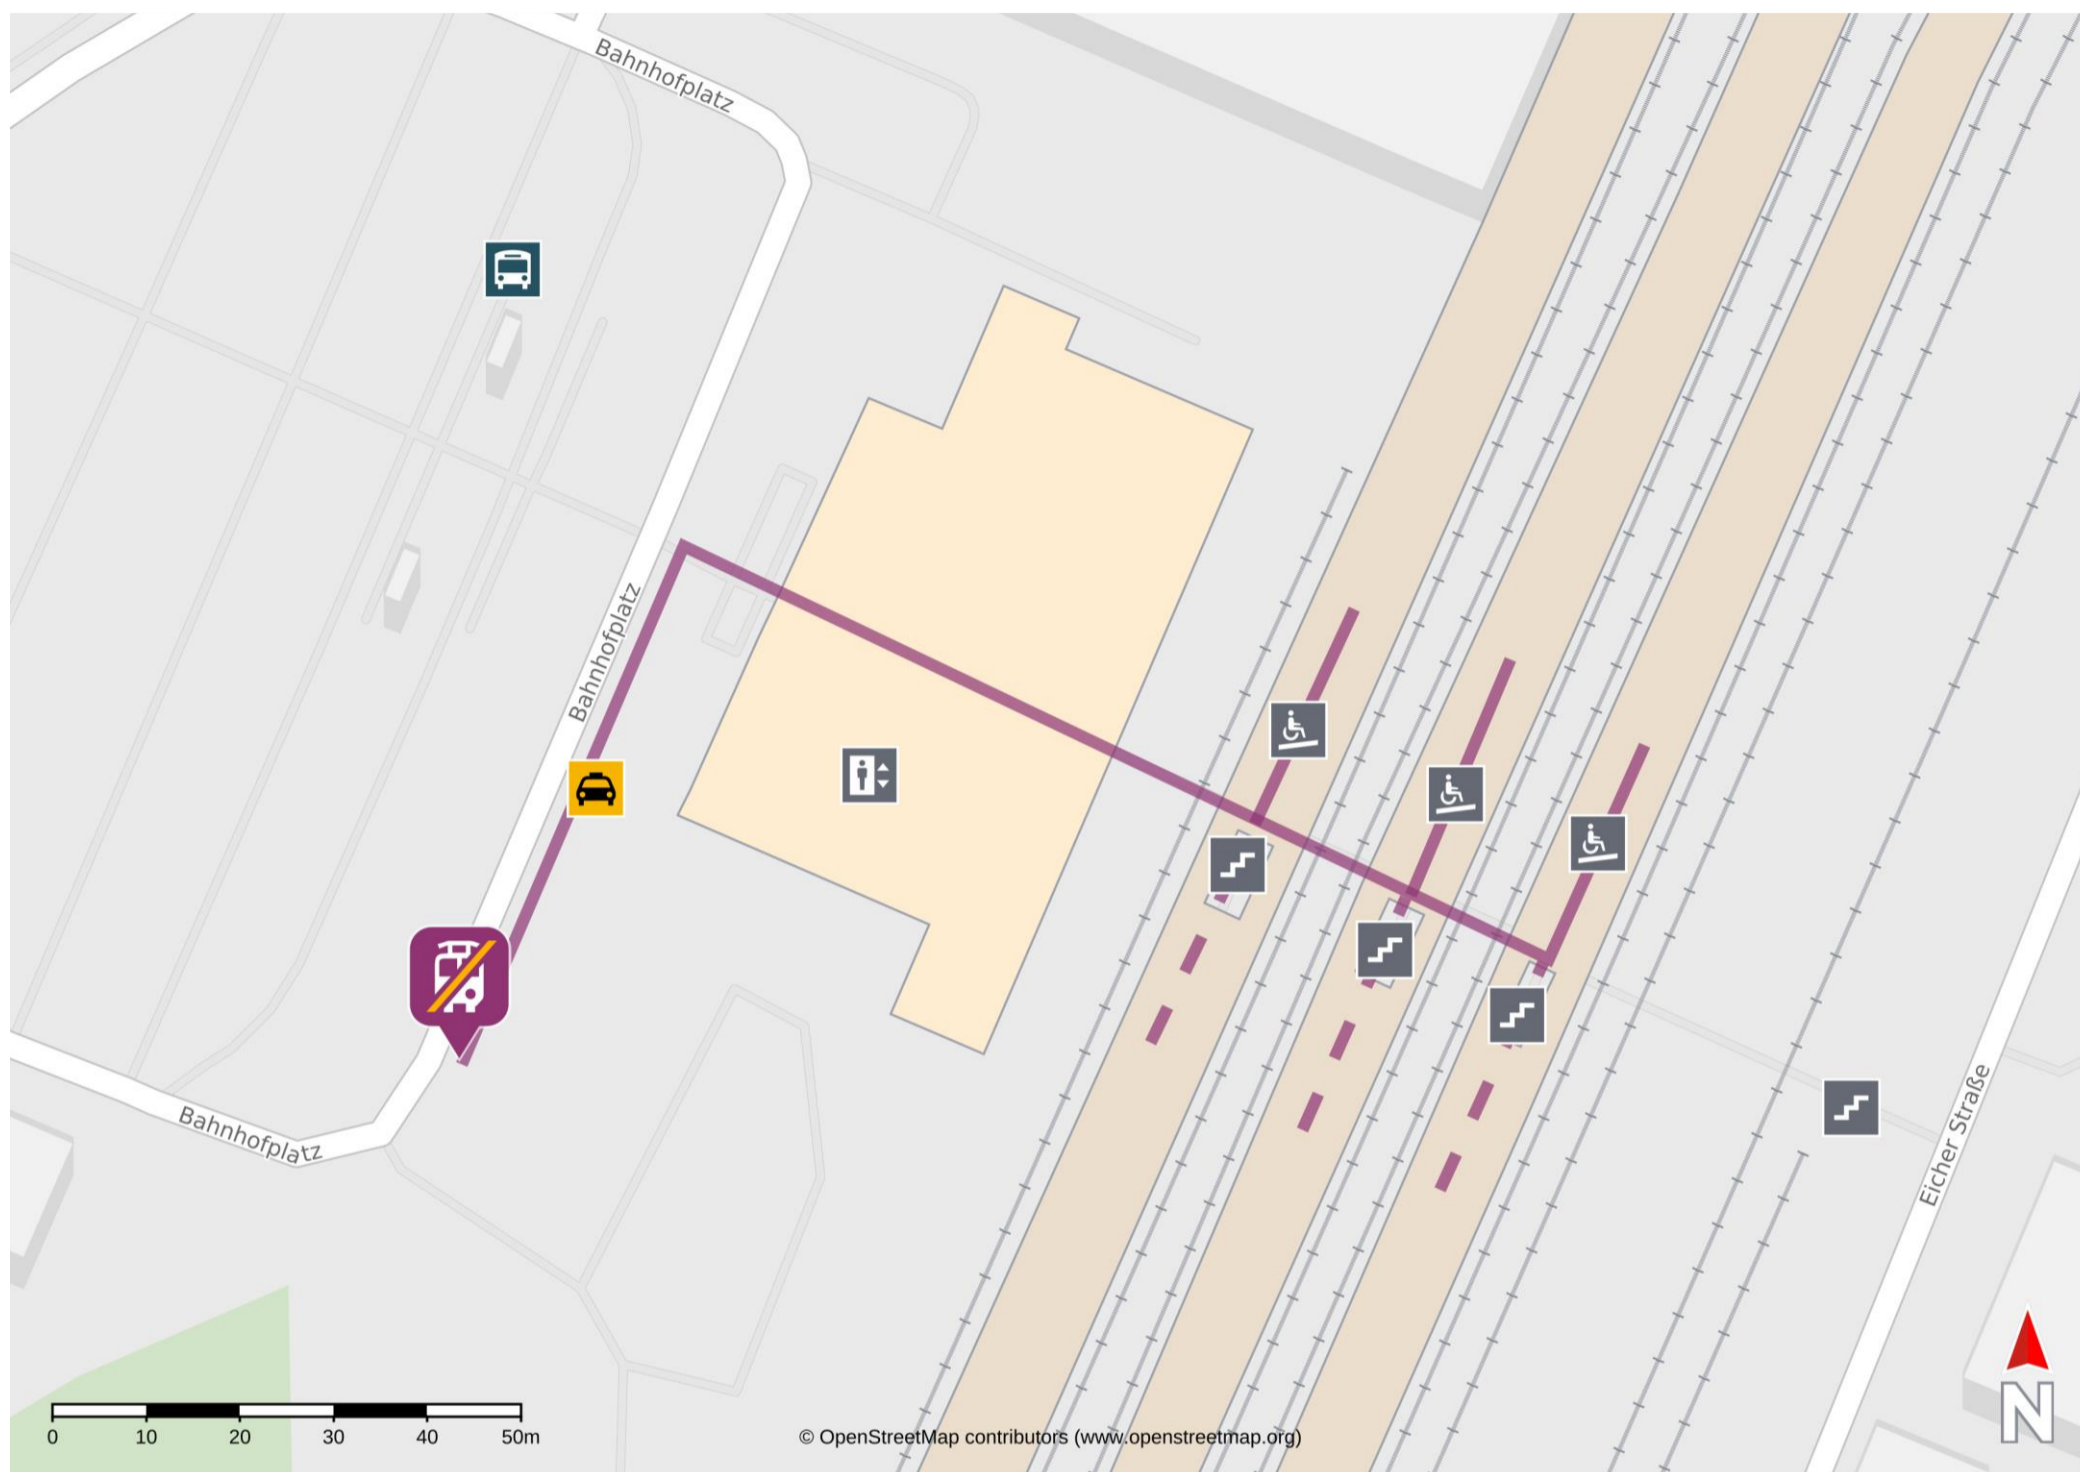 Bahnhofplatz
Bahnhofplatz
Bahnhofplatz
Eicher Straße
0 10 20 30 40 50m
© OpenStreetMap contributors (www.openstreetmap.org)
N